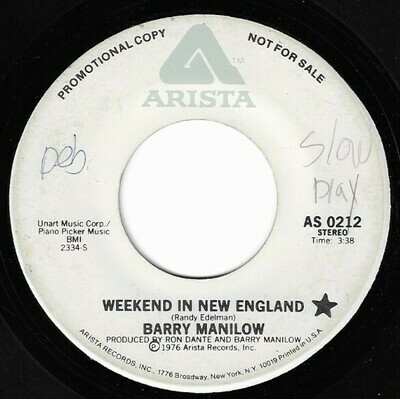 PROMOTIONAL COPY
NOT FOR SALE
TM
ARISTA
Deb.
Slow
play
Unart Music Corp./
Piano Picker Music
BMI
2334-S
AS 0212
STEREO
Time: 3:38
WEEKEND IN NEW ENGLAND
(Randy Edelman)
BARRY MANILOW
PRODUCED BY RON DANTE AND BARRY MANILOW
Ⓟ1976 Arista Records, Inc.
ARISTA RECORDS, INC., 1776 Broadway, New York, N.Y. 10019 Printed in U.S.A.